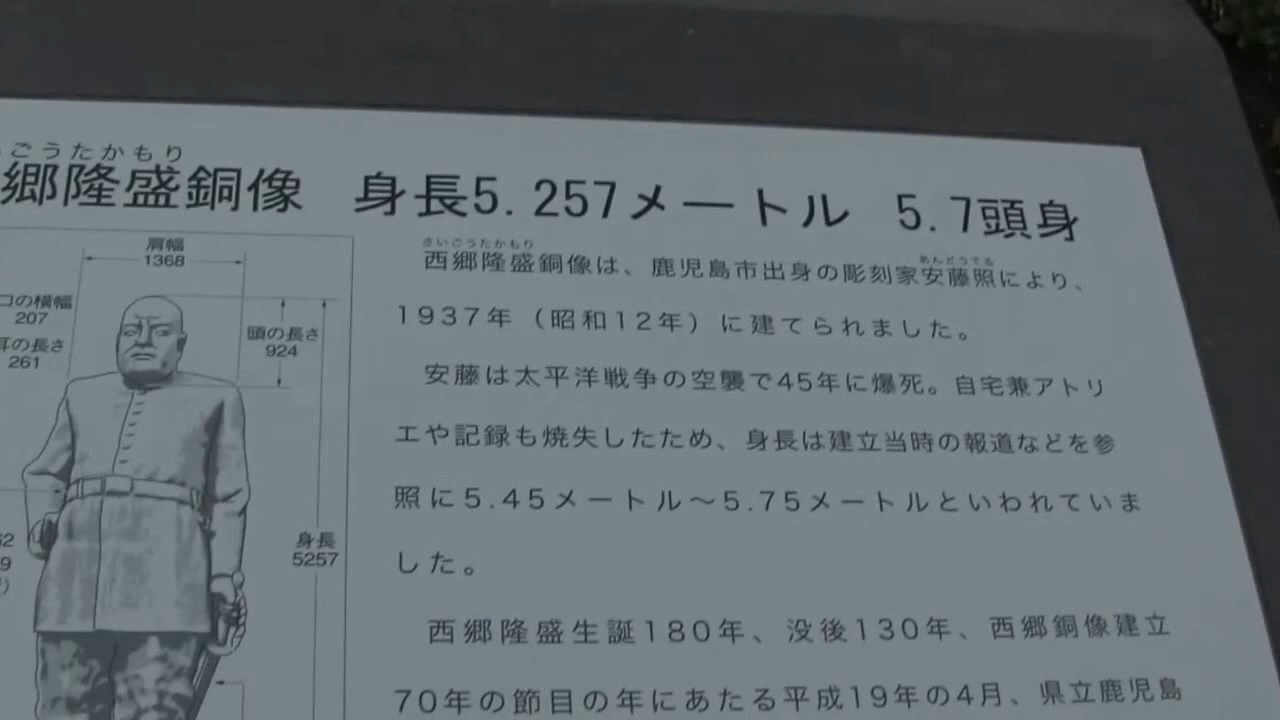 ごうたかもり
郷隆盛銅像 身長5.257メートル 5.7頭身
肩幅
1368
口の横幅
207
耳の長さ
261
頭の長さ
924
身長
5257
さいごうたかもり
あんどうてる
西郷隆盛銅像は、鹿児島市出身の彫刻家安藤照により、
1937年（昭和12年）に建てられました。
安藤は太平洋戦争の空襲で45年に爆死。自宅兼アトリ
エや記録も焼失したため、身長は建立当時の報道などを参
照に5.45メートル～5.75メートルといわれていま
した。
西郷隆盛生誕180年、没後130年、西郷銅像建立
70年の節目の年にあたる平成19年の4月、県立鹿児島